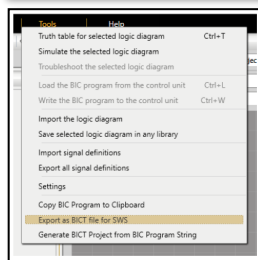 Tools Help
Truth table for selected logic diagram Ctrl+T
Simulate the selected logic diagram
Troubleshoot the selected logic diagram
Load the BIC program from the control unit Ctrl+L
Write the BIC program to the control unit Ctrl+W
Import the logic diagram
Save selected logic diagram in any library
Import signal definitions
Export all signal definitions
Settings
Copy BIC Program to Clipboard
Export as BICT file for SWS
Generate BICT Project from BIC Program String